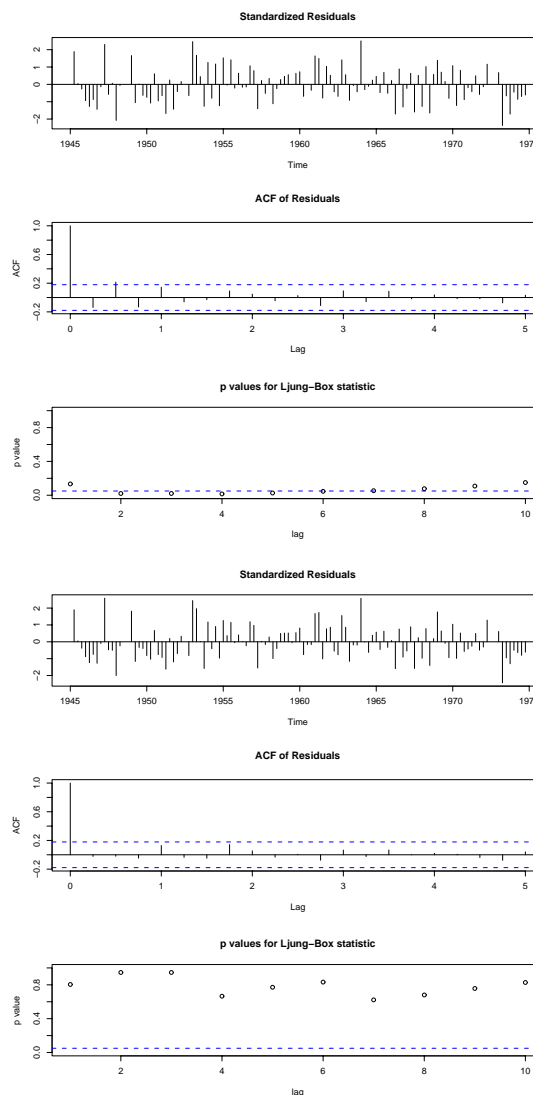 Standardized Residuals
2
1
0
−2
1945 1950 1955 1960 1965 1970 197
Time
ACF of Residuals
1.0
0.6
ACF
0.2
−0.2
0 1 2 3 4 5
Lag
p values for Ljung−Box statistic
0.8
p value
0.4
0.0
2 4 6 8 10
lag
Standardized Residuals
2
1
0
−2
1945 1950 1955 1960 1965 1970 197
Time
ACF of Residuals
1.0
0.6
ACF
0.2
−0.2
0 1 2 3 4 5
Lag
p values for Ljung−Box statistic
0.8
p value
0.4
0.0
2 4 6 8 10
lag